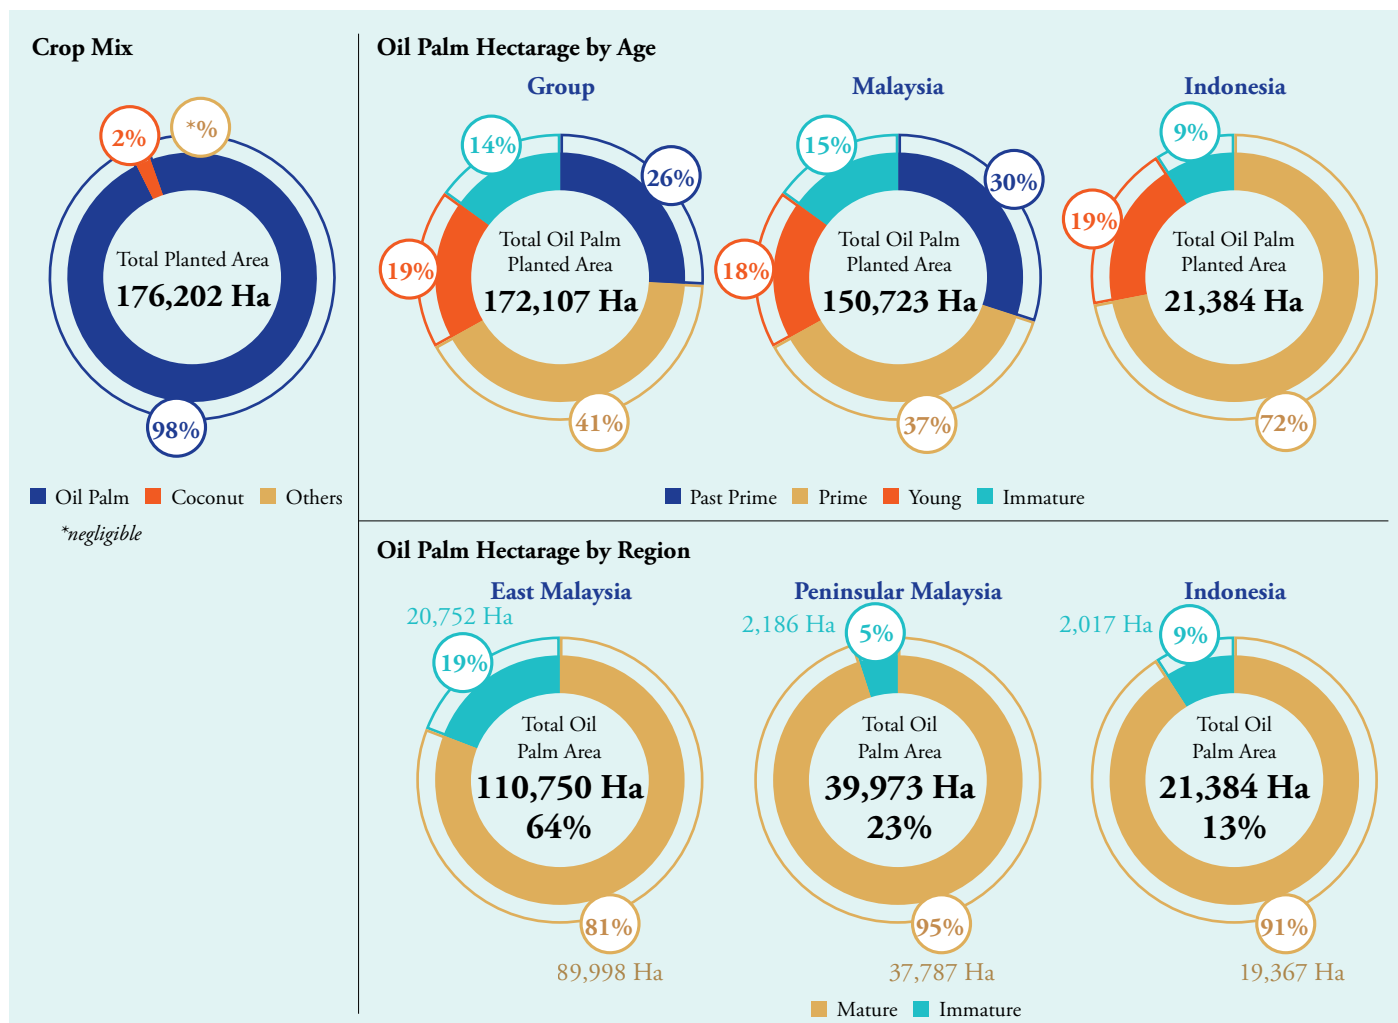 Crop Mix
2%
*%
Total Planted Area
176,202 Ha
98%
Oil Palm
Coconut
Others
*negligible
Oil Palm Hectarage by Age
Group
14%
26%
19%
Total Oil Palm
Planted Area
172,107 Ha
41%
Malaysia
15%
30%
18%
Total Oil Palm
Planted Area
150,723 Ha
37%
Indonesia
9%
19%
Total Oil Palm
Planted Area
21,384 Ha
72%
Past Prime
Prime
Young
Immature
Oil Palm Hectarage by Region
East Malaysia
20,752 Ha
19%
Total Oil
Palm Area
110,750 Ha
64%
81%
89,998 Ha
Peninsular Malaysia
2,186 Ha
5%
Total Oil
Palm Area
39,973 Ha
23%
95%
37,787 Ha
Indonesia
2,017 Ha
9%
Total Oil
Palm Area
21,384 Ha
13%
91%
19,367 Ha
Mature
Immature